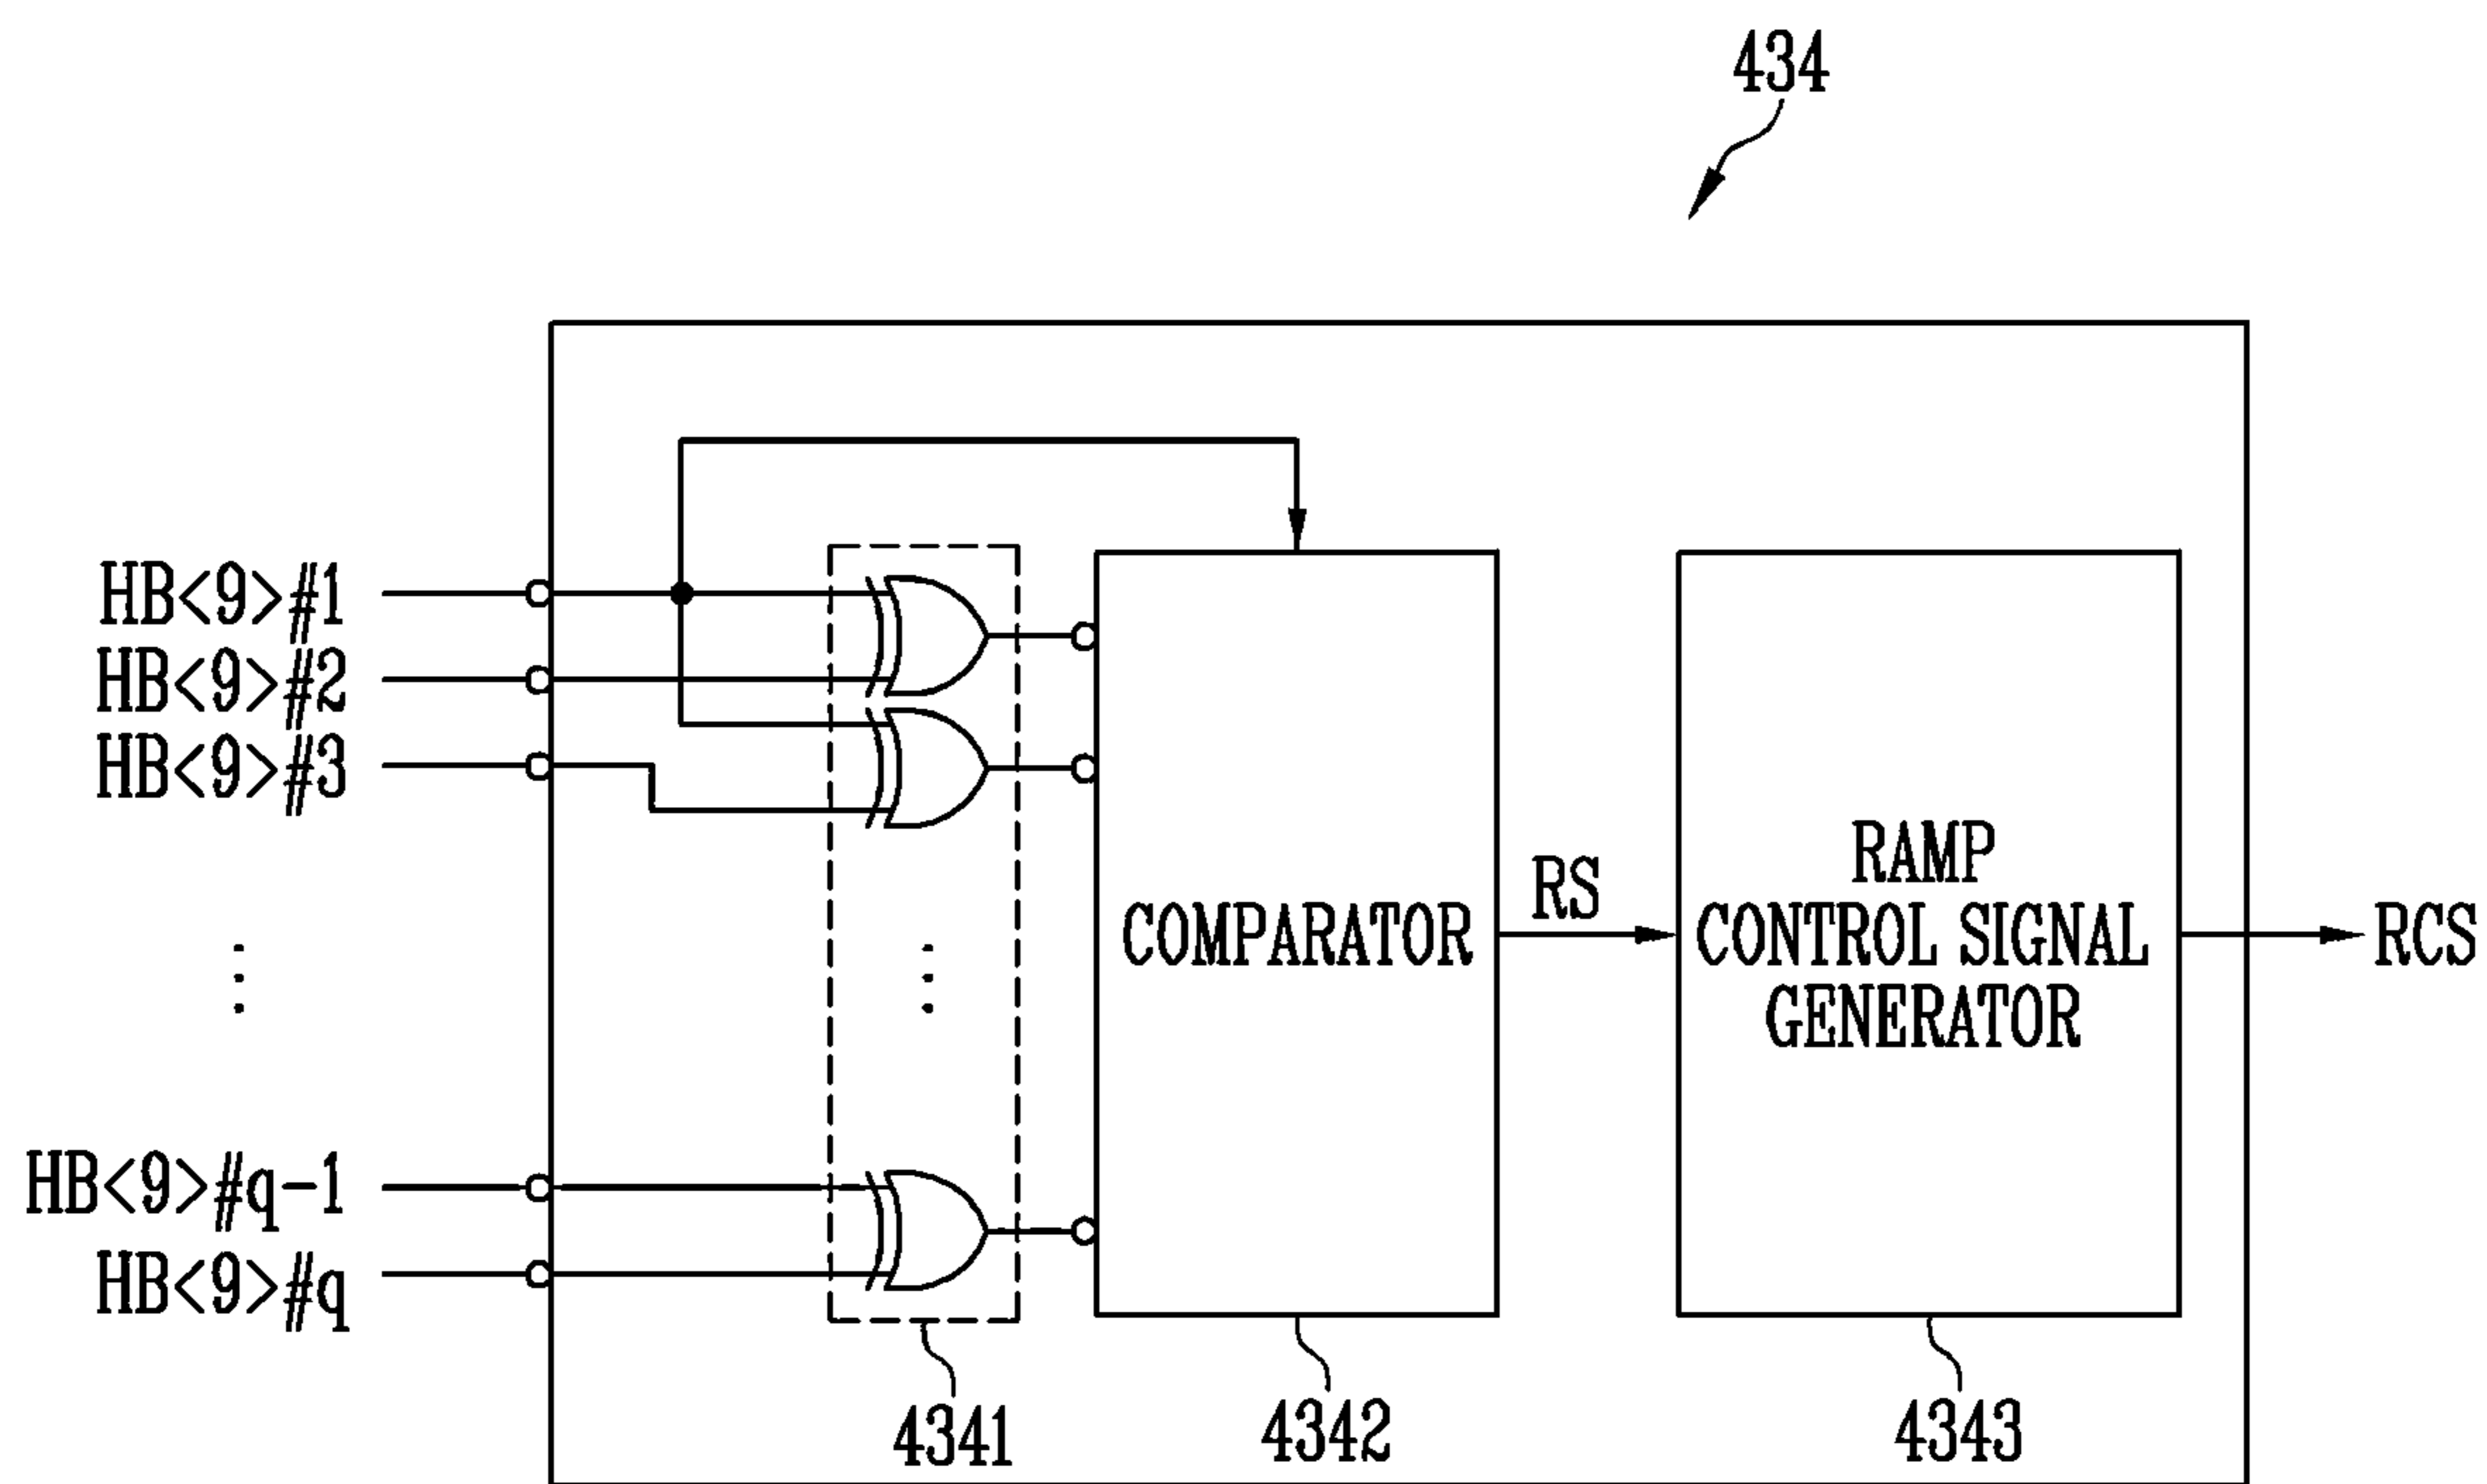 434
HB<9>#1
HB<9>#2
HB<9>#3
HB<9>#q-1
HB<9>#q
COMPARATOR
RS
RAMP
CONTROL SIGNAL
GENERATOR
RCS
4341
4342
4343